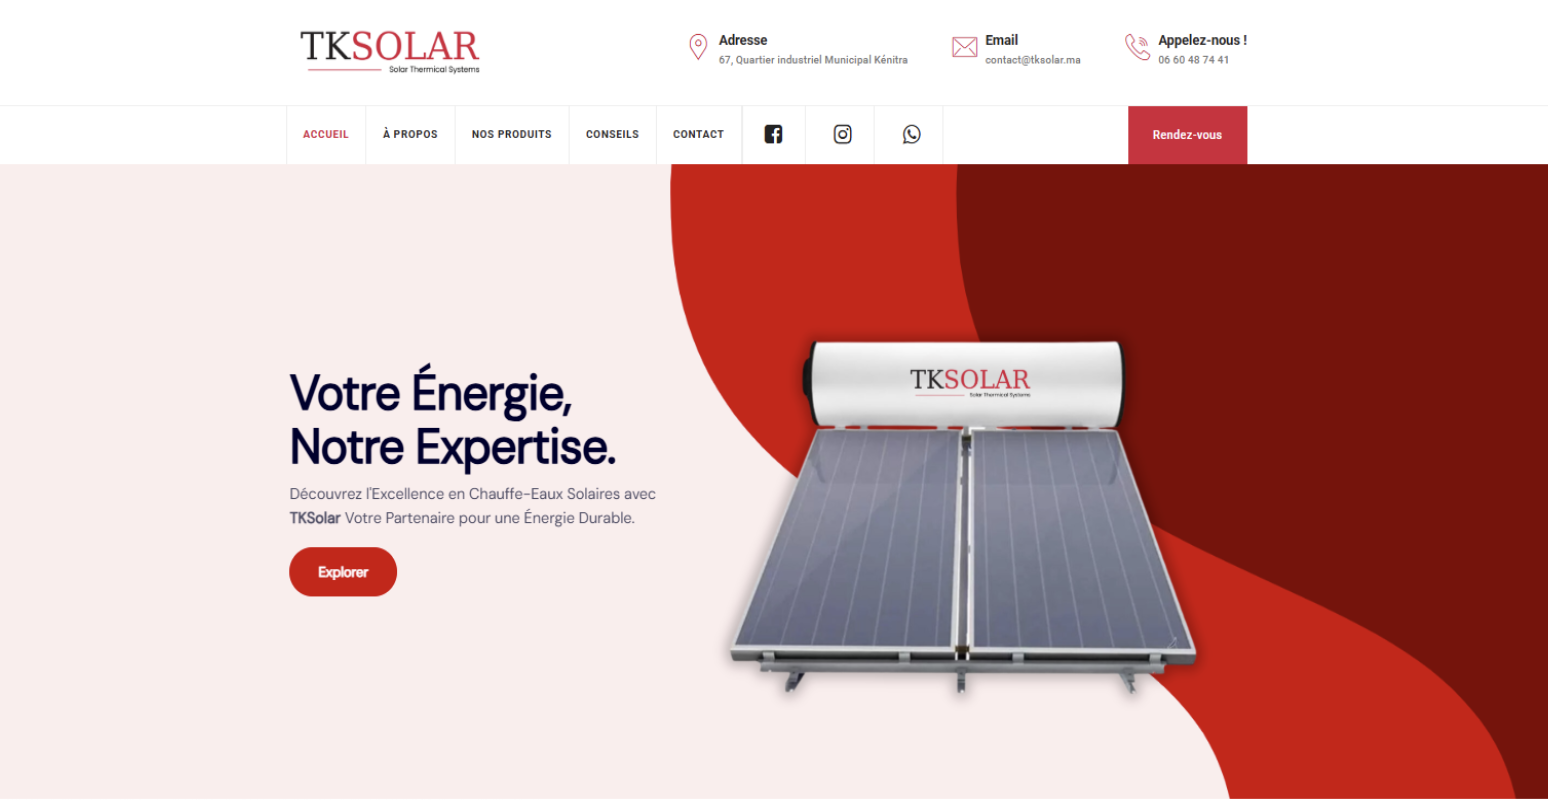 TKSOLAR
Solar Thermical Systems
Adresse
67, Quartier industriel Municipal Kénitra
Email
contact@tksolar.ma
Appelez-nous !
06 60 48 74 41
ACCUEIL
À PROPOS
NOS PRODUITS
CONSEILS
CONTACT
Rendez-vous
Votre Énergie,
Notre Expertise.
Découvrez l'Excellence en Chauffe-Eaux Solaires avec
TKSolar Votre Partenaire pour une Énergie Durable.
Explorer
TKSOLAR
Solar Thermical Systems